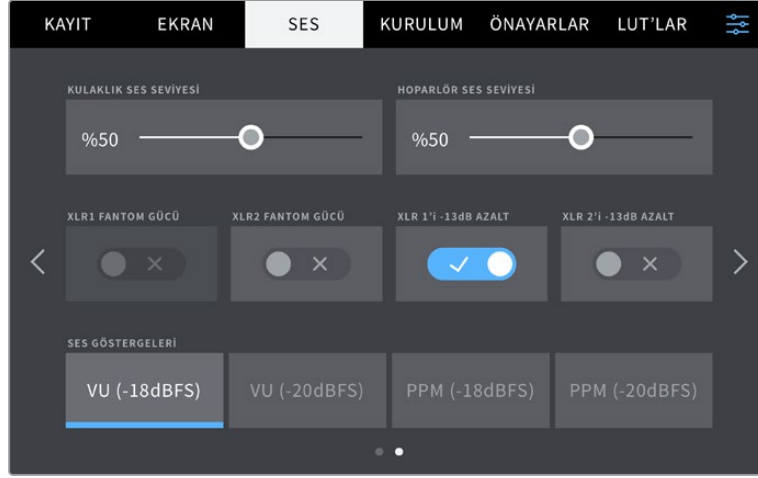 KAYIT EKRAN SES KURULUM ÖNAYARLAR LUT'LAR
KULAKLIK SES SEVİYESİ HOPARLÖR SES SEVİYESİ
%50 %50
XLR1 FANTOM GÜCÜ XLR2 FANTOM GÜCÜ XLR 1'i -13dB AZALT XLR 2'i -13dB AZALT
SES GÖSTERGELERİ
VU (-18dBFS) VU (-20dBFS) PPM (-18dBFS) PPM (-20dBFS)